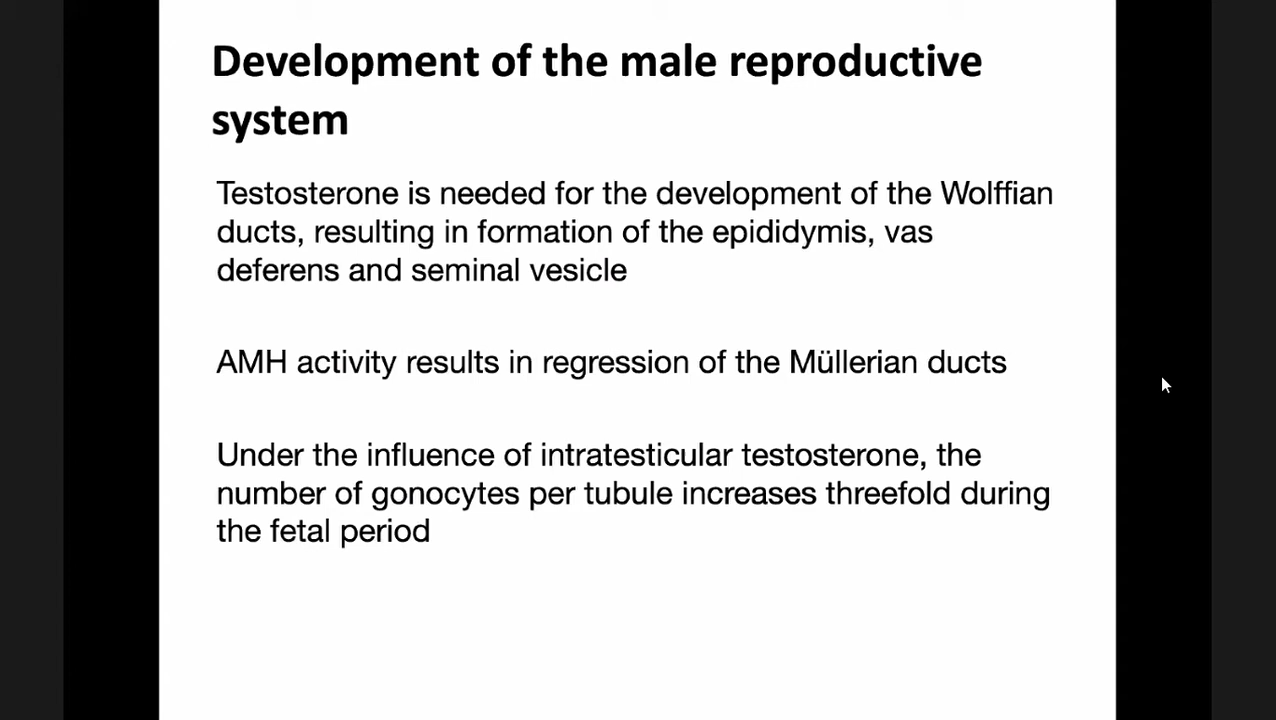 Development of the male reproductive
system
Testosterone is needed for the development of the Wolffian
ducts, resulting in formation of the epididymis, vas
deferens and seminal vesicle
AMH activity results in regression of the Müllerian ducts
Under the influence of intratesticular testosterone, the
number of gonocytes per tubule increases threefold during
the fetal period